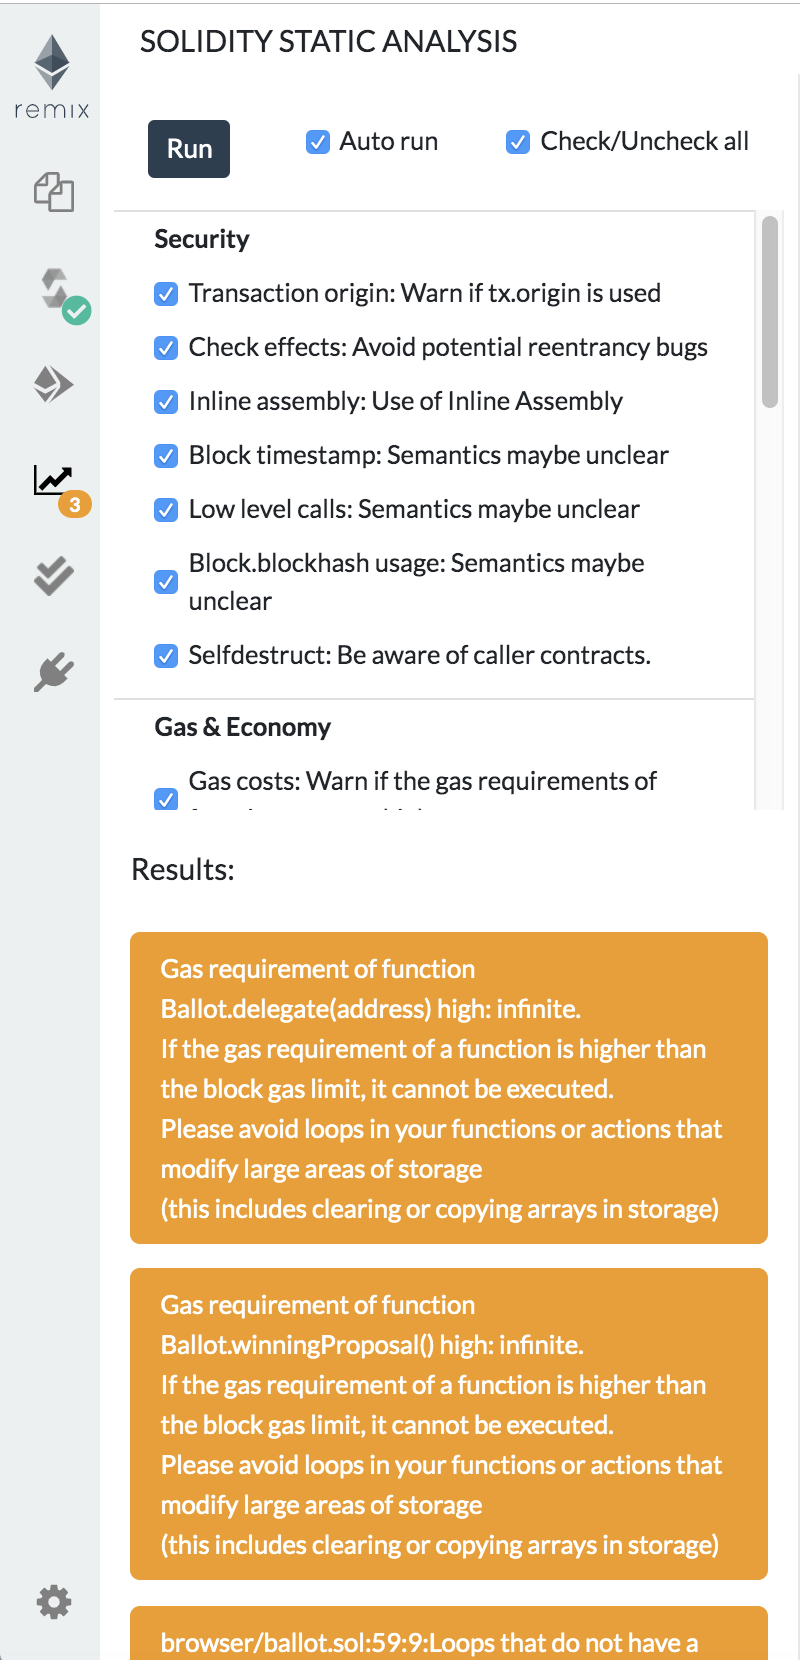 SOLIDITY STATIC ANALYSIS
remix
Run
Auto run
Check/Uncheck all
Security
Transaction origin: Warn if tx.origin is used
Check effects: Avoid potential reentrancy bugs
Inline assembly: Use of Inline Assembly
Block timestamp: Semantics maybe unclear
3
Low level calls: Semantics maybe unclear
Block.blockhash usage: Semantics maybe
unclear
Selfdestruct: Be aware of caller contracts.
Gas & Economy
Gas costs: Warn if the gas requirements of
Results:
Gas requirement of function
Ballot.delegate(address) high: infinite.
If the gas requirement of a function is higher than
the block gas limit, it cannot be executed.
Please avoid loops in your functions or actions that
modify large areas of storage
(this includes clearing or copying arrays in storage)
Gas requirement of function
Ballot.winningProposal() high: infinite.
If the gas requirement of a function is higher than
the block gas limit, it cannot be executed.
Please avoid loops in your functions or actions that
modify large areas of storage
(this includes clearing or copying arrays in storage)
browser/ballot.sol:59:9:Loops that do not have a